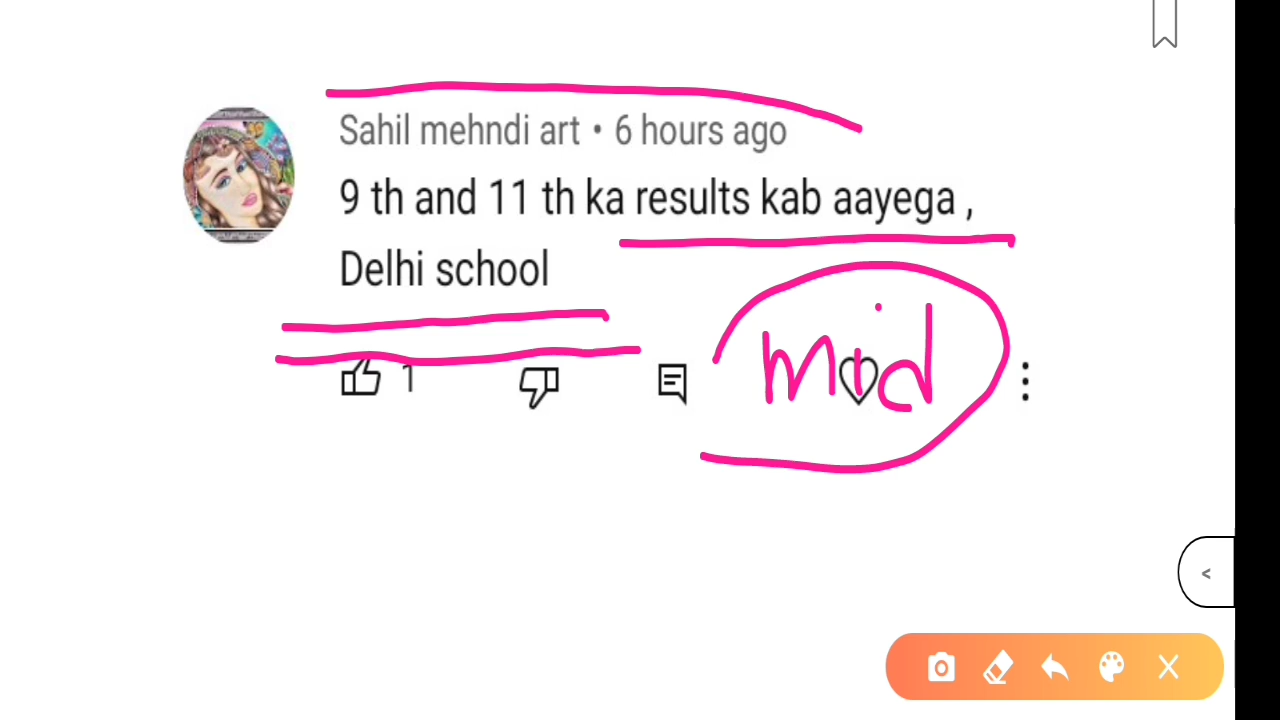 Sahil mehndi art • 6 hours ago
9 th and 11 th ka results kab aayega ,
Delhi school
1
mid
<